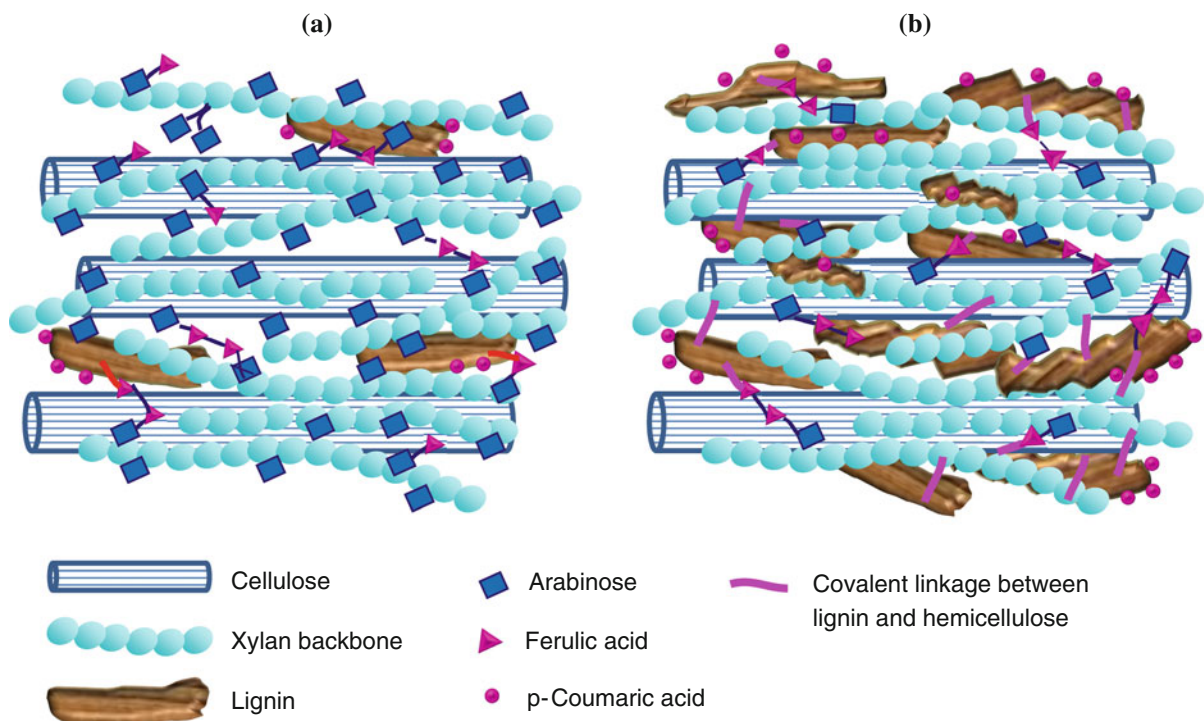 (a)
(b)
Cellulose
Arabinose
Covalent linkage between
lignin and hemicellulose
Xylan backbone
Ferulic acid
Lignin
p-Coumaric acid